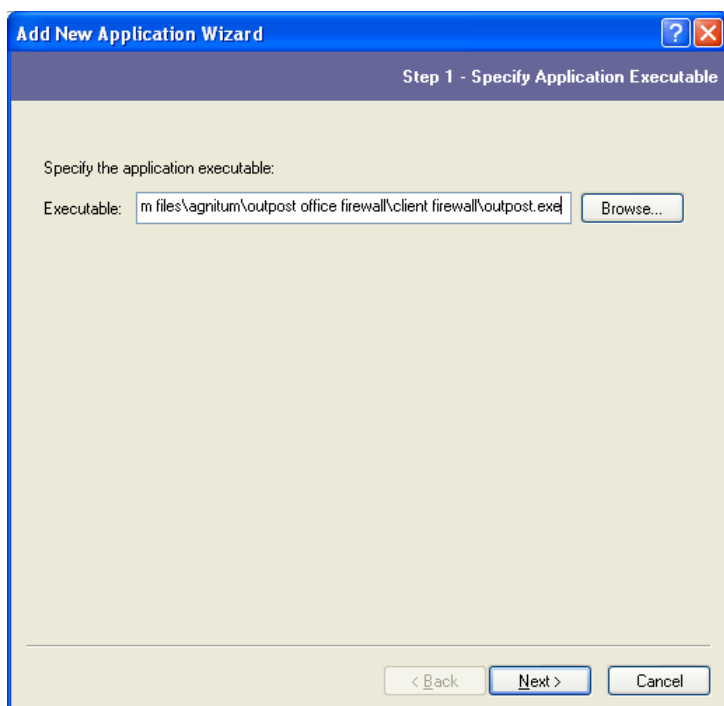 Add New Application Wizard
Step 1 - Specify Application Executable
Specify the application executable:
Executable: m files\agnitum\outpost office firewall\client firewall\outpost.exe Browse...
< Back Next > Cancel